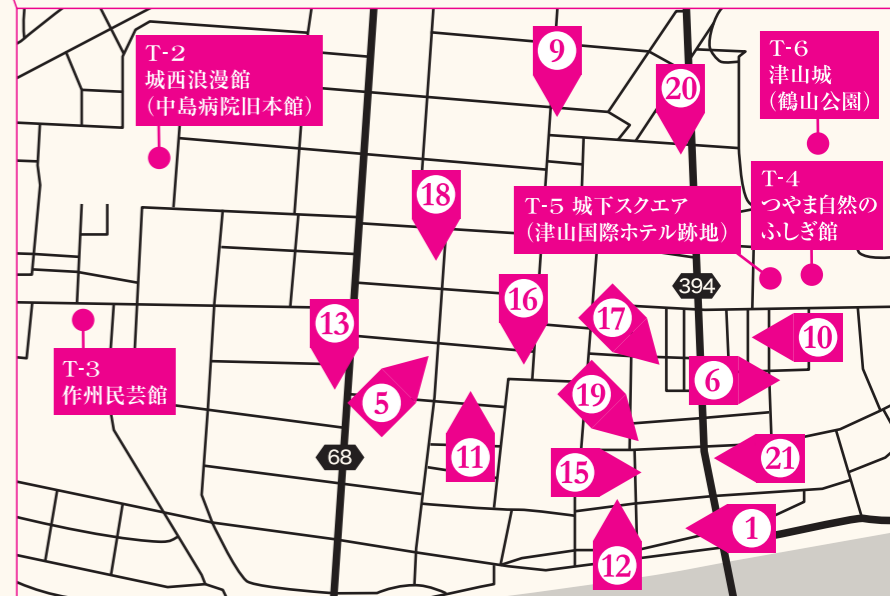 T-2
城西浪漫館
（中島病院旧本館）
9
20
T-6
津山城
（鶴山公園）
18
T-5 城下スクエア
（津山国際ホテル跡地）
T-4
つやま自然の
ふしぎ館
394
16
17
13
10
T-3
作州民芸館
5
6
19
68
11
15
21
1
12